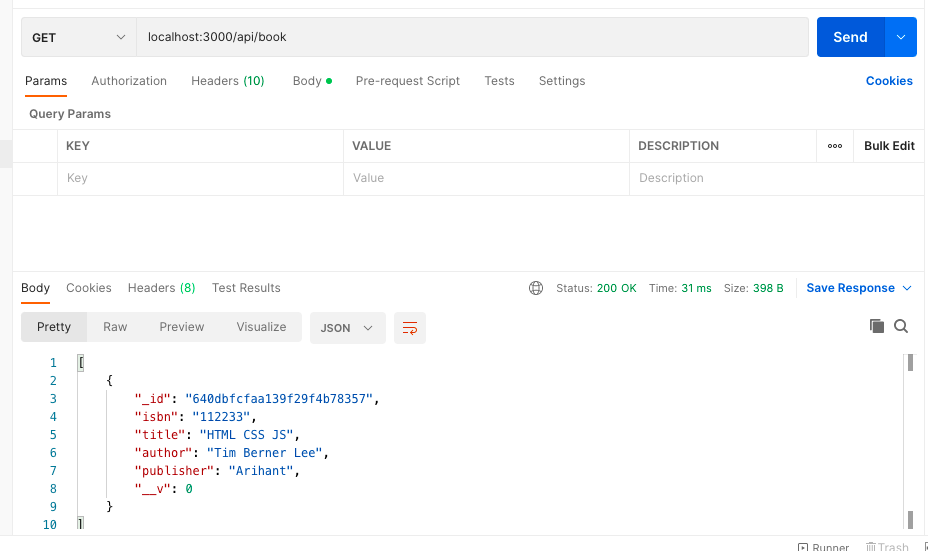 GET localhost:3000/api/book Send
Params Authorization Headers (10) Body Pre-request Script Tests Settings Cookies
Query Params
KEY VALUE DESCRIPTION ooo Bulk Edit
Key Value Description
Body Cookies Headers (8) Test Results Status: 200 OK Time: 31 ms Size: 398 B Save Response
Pretty Raw Preview Visualize JSON
1 [
2 {
3 "_id": "640dbfcfaa139f29f4b78357",
4 "isbn": "112233",
5 "title": "HTML CSS JS",
6 "author": "Tim Berner Lee",
7 "publisher": "Arihant",
8 "__v": 0
9 }
10 ]
Runner Trash